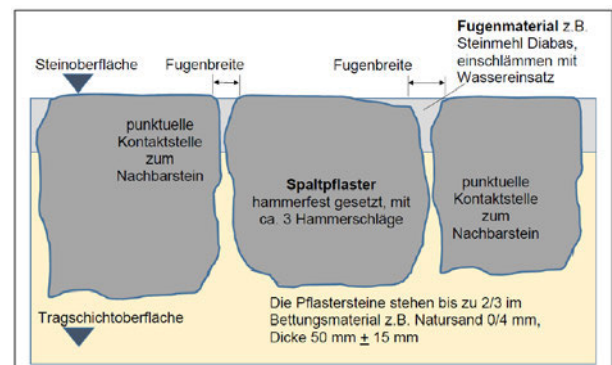 Fugenmaterial z.B.
Steinmehl Diabas,
einschlämmen mit
Wassereinsatz
Steinoberfläche
Fugenbreite
Fugenbreite
punktuelle
Kontaktstelle
zum
Nachbarstein
Spaltpflaster
hammerfest gesetzt, mit
ca. 3 Hammerschläge
punktuelle
Kontaktstelle
zum
Nachbarstein
Die Pflastersteine stehen bis zu 2/3 im
Bettungsmaterial z.B. Natursand 0/4 mm,
Dicke 50 mm ± 15 mm
Tragschichtoberfläche